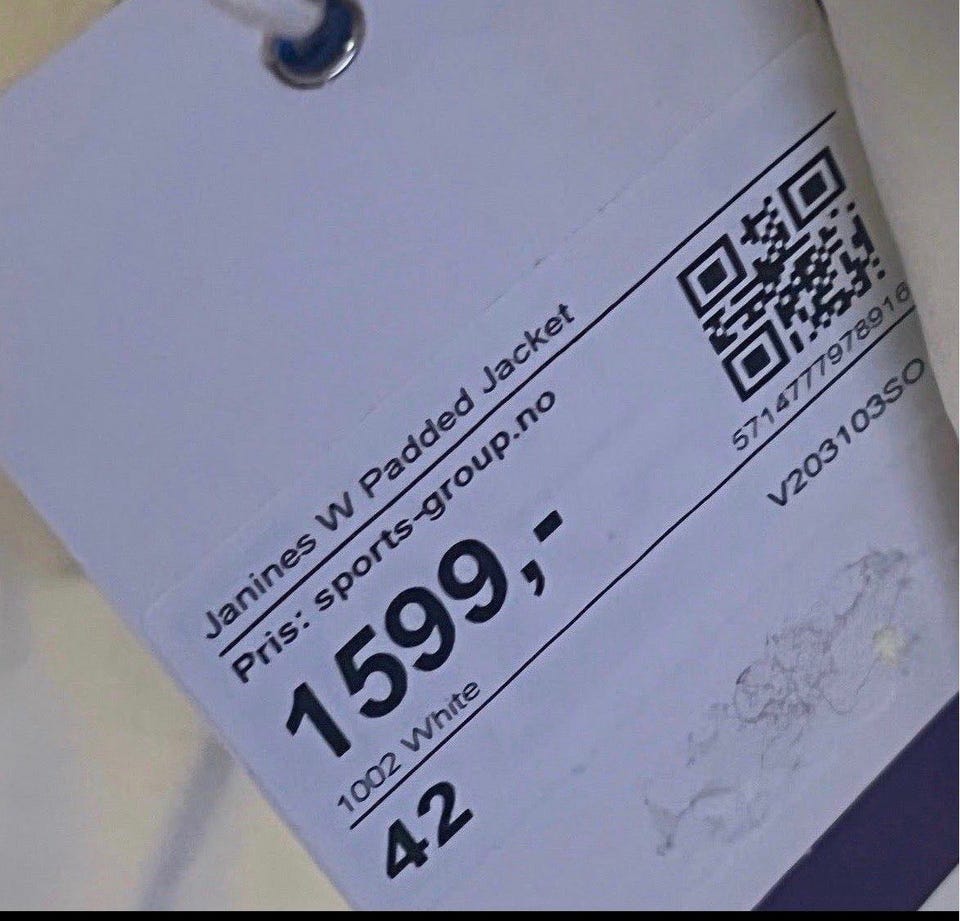 Janines W Padded Jacket
Pris: sports-group.no
1599,-
5714777978916
1002 White
V203103SO
42